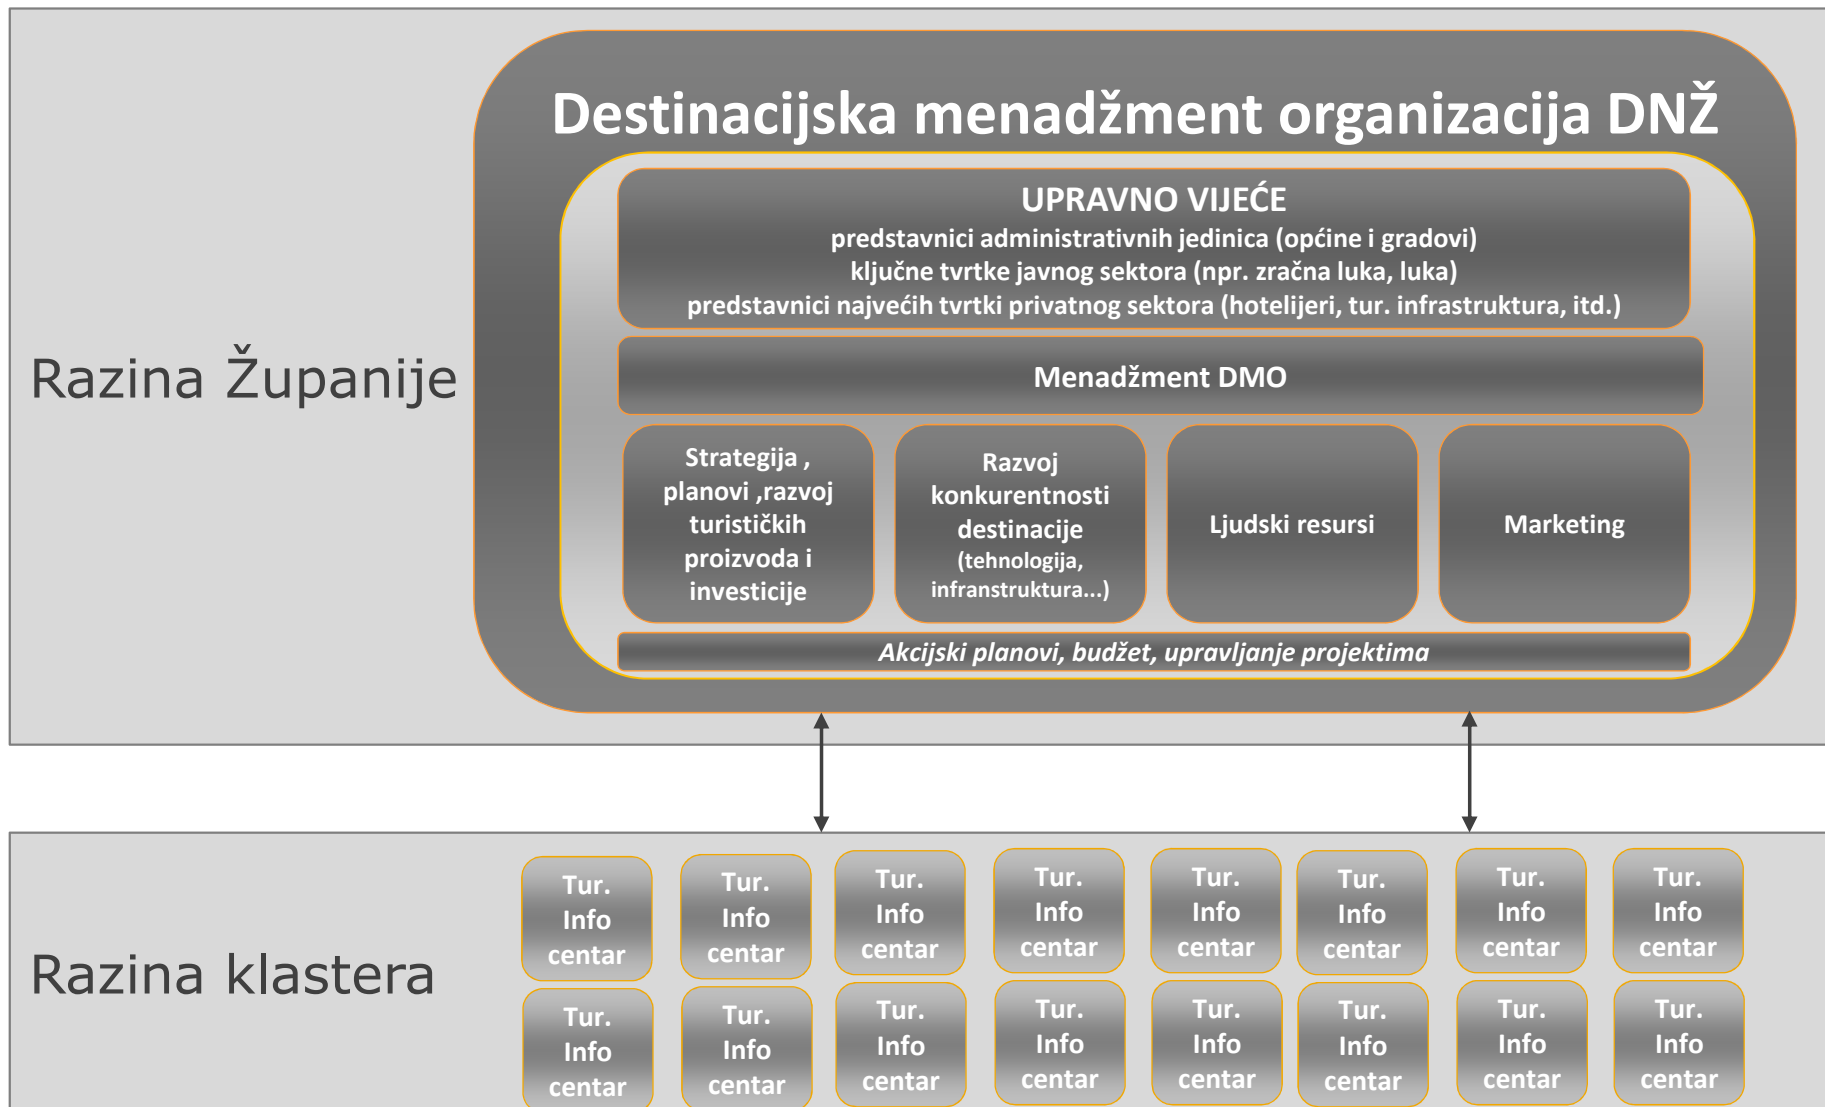 Destinacijska menadžment organizacija DNŽ
UPRAVNO VIJEĆE
predstavnici administrativnih jedinica (općine i gradovi)
ključne tvrtke javnog sektora (npr. zračna luka, luka)
predstavnici najvećih tvrtki privatnog sektora (hotelijeri, tur. infrastruktura, itd.)
Razina Županije
Menadžment DMO
Strategija ,
planovi ,razvoj
turističkih
proizvoda i
investicije
Razvoj
konkurentnosti
destinacije
(tehnologija,
infranstruktura...)
Ljudski resursi
Marketing
Akcijski planovi, budžet, upravljanje projektima
Razina klastera
Tur.
Info
centar
Tur.
Info
centar
Tur.
Info
centar
Tur.
Info
centar
Tur.
Info
centar
Tur.
Info
centar
Tur.
Info
centar
Tur.
Info
centar
Tur.
Info
centar
Tur.
Info
centar
Tur.
Info
centar
Tur.
Info
centar
Tur.
Info
centar
Tur.
Info
centar
Tur.
Info
centar
Tur.
Info
centar